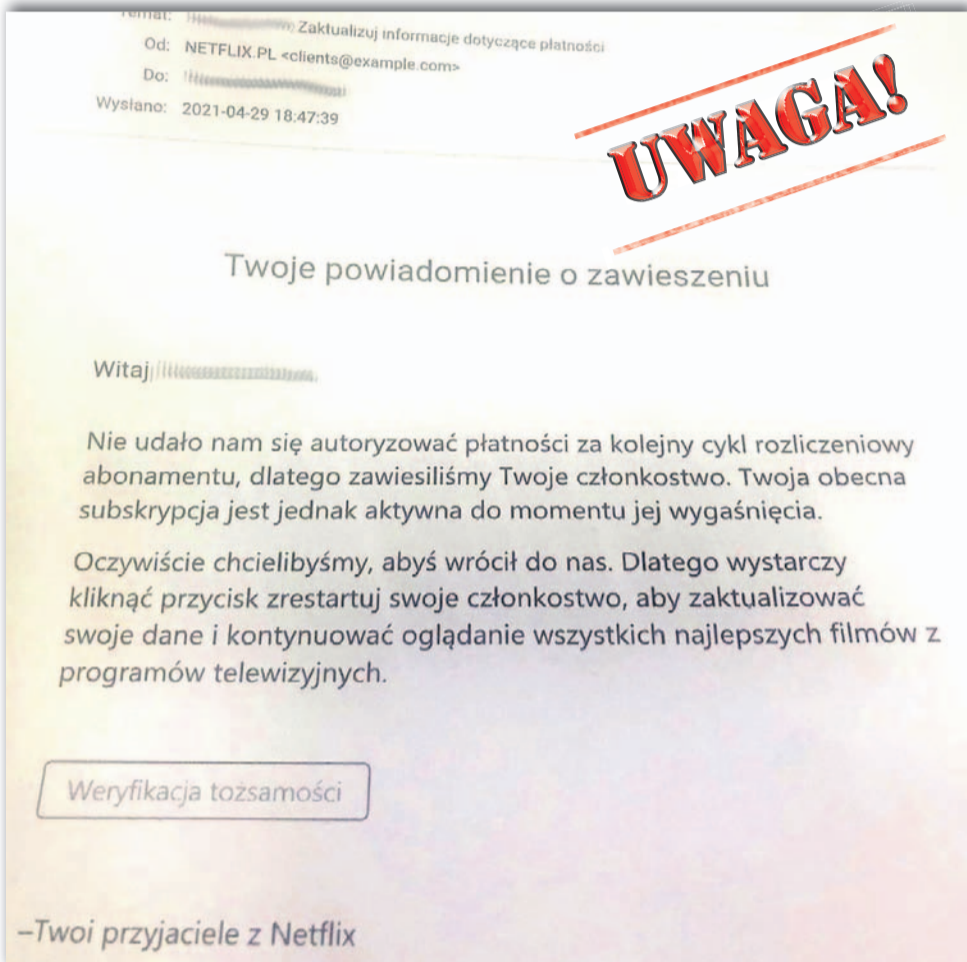 Temat: Zaktualizuj informacje dotyczące płatności
Od: NETFLIX.PL <clients@example.com>
Do:
Wysłano: 2021-04-29 18:47:39
UWAGA!
Twoje powiadomienie o zawieszeniu
Witaj
Nie udało nam się autoryzować płatności za kolejny cykl rozliczeniowy
abonamentu, dlatego zawiesiliśmy Twoje członkostwo. Twoja obecna
subskrypcja jest jednak aktywna do momentu jej wygaśnięcia.
Oczywiście chcielibyśmy, abyś wrócił do nas. Dlatego wystarczy
kliknąć przycisk zrestartuj swoje członkostwo, aby zaktualizować
swoje dane i kontynuować oglądanie wszystkich najlepszych filmów z
programów telewizyjnych.
Weryfikacja tożsamości
–Twoi przyjaciele z Netflix